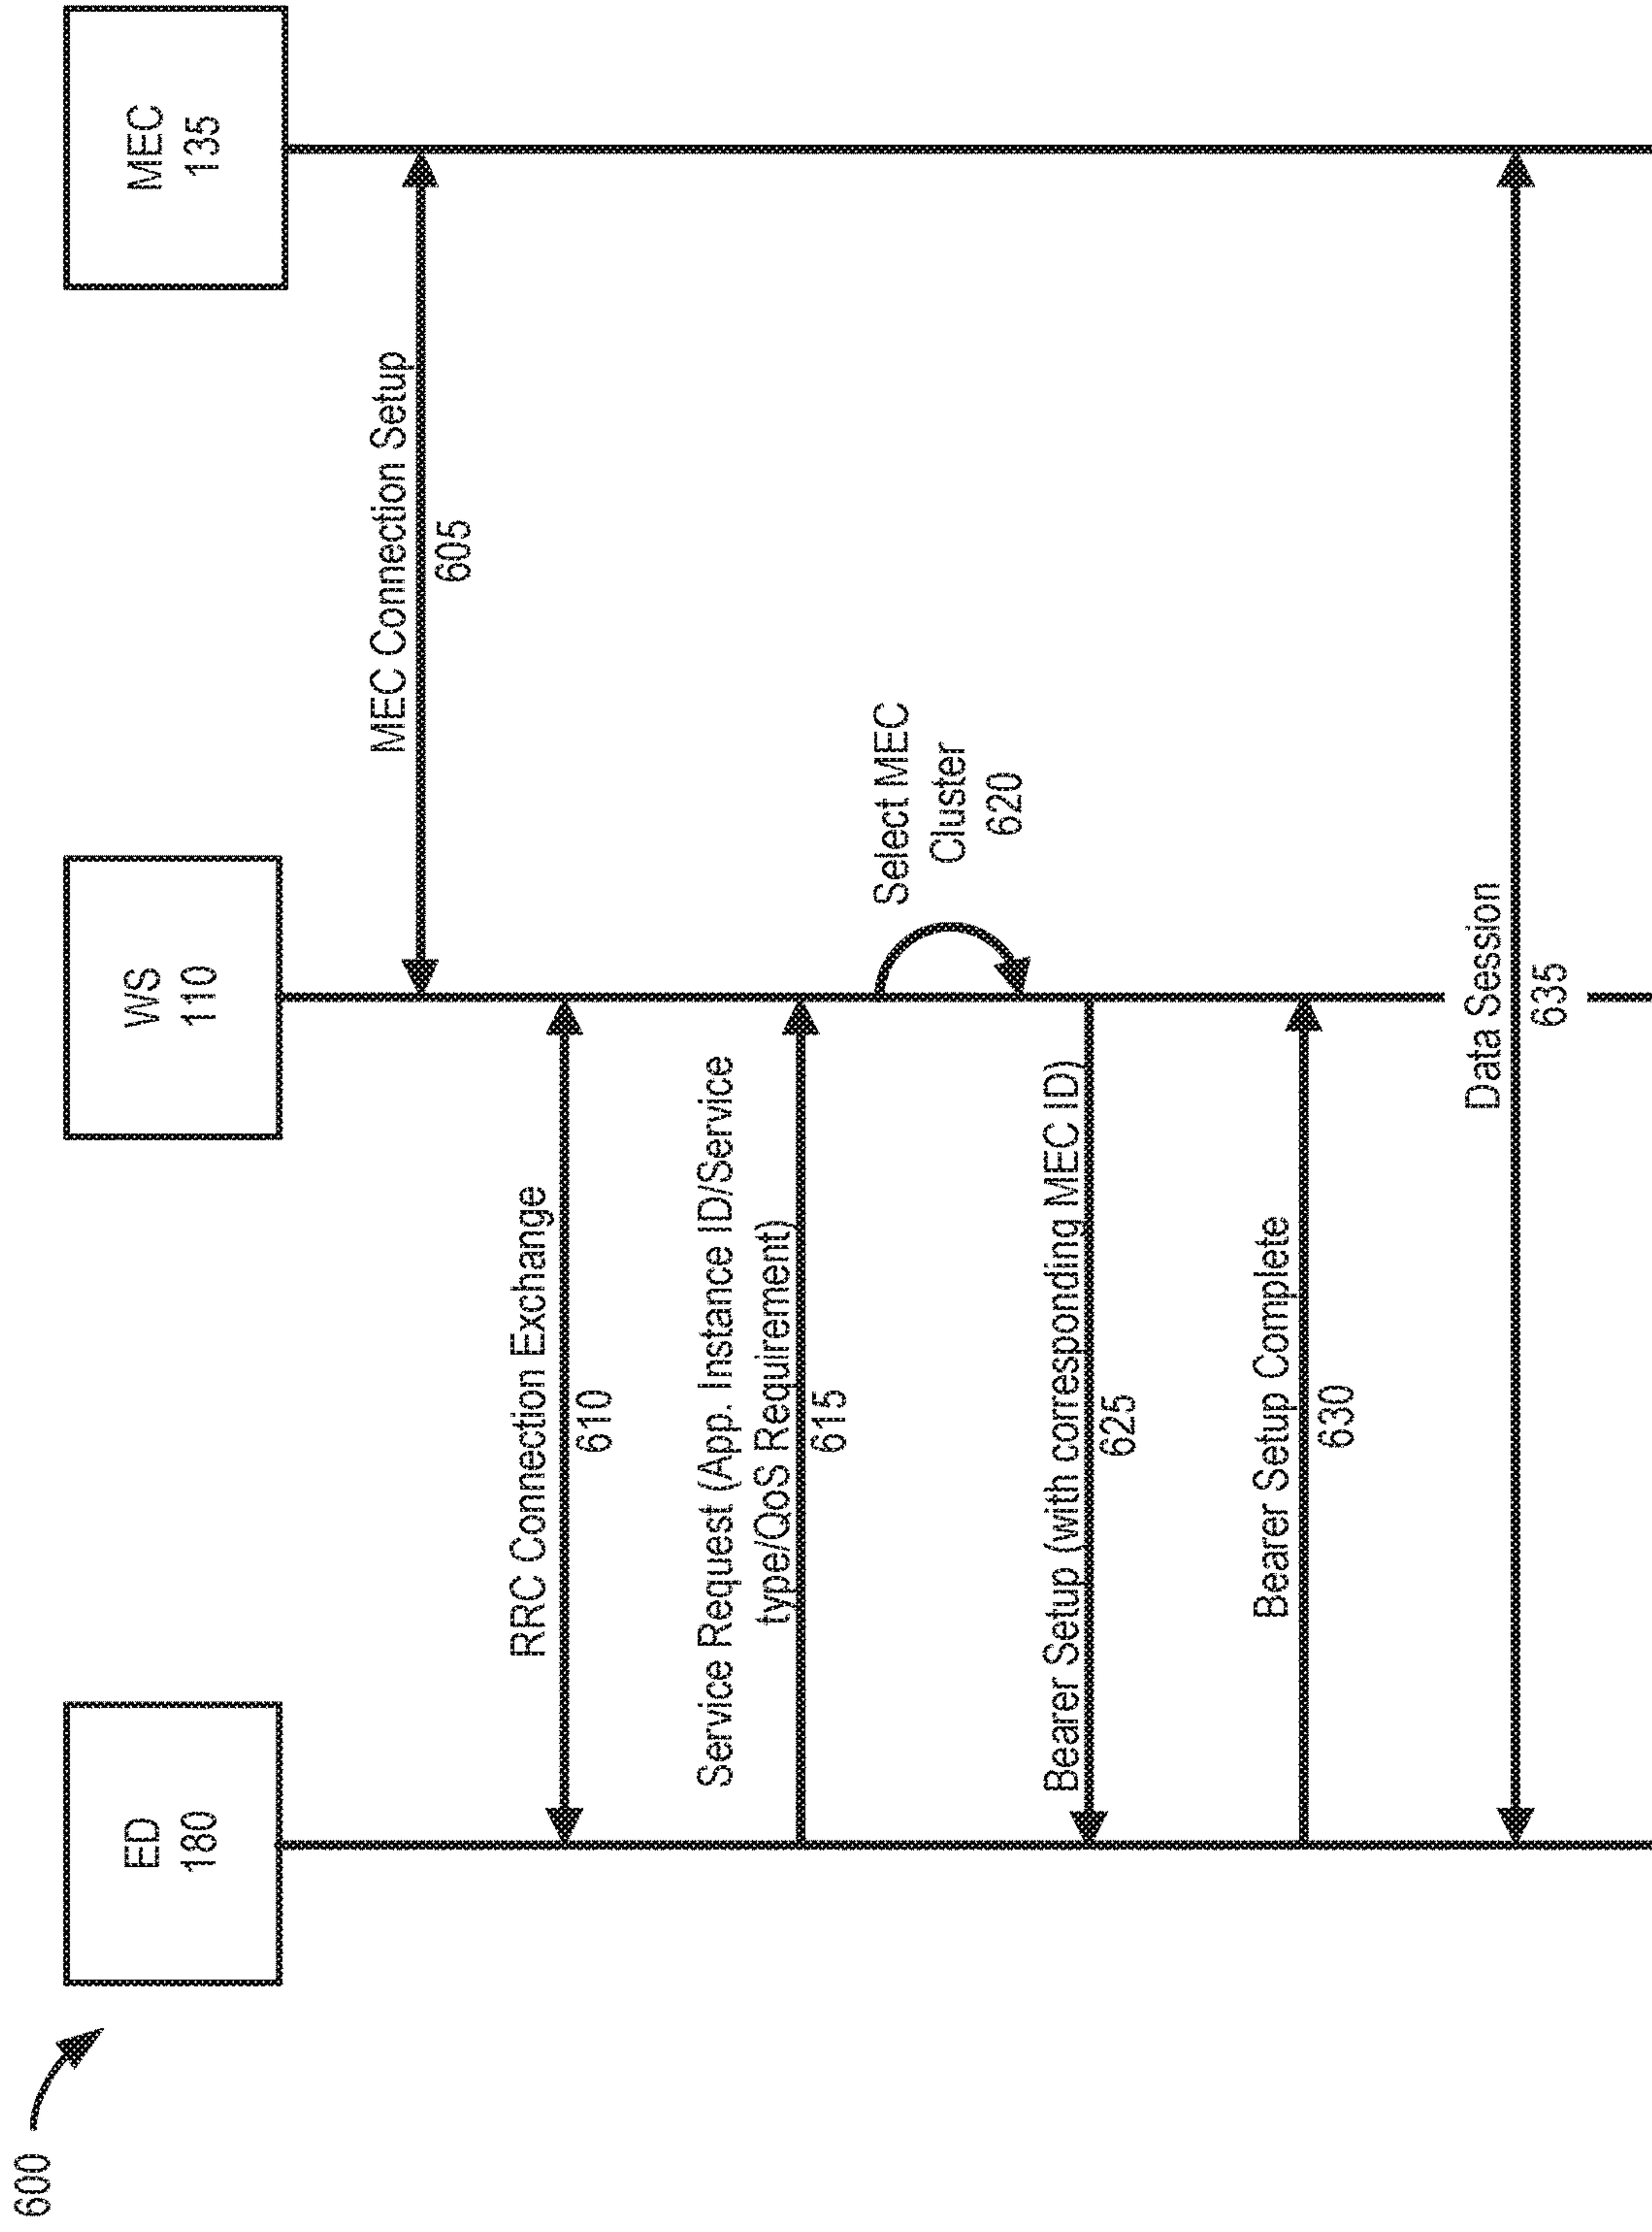 600
ED
180
WS
110
MEC
135
MEC Connection Setup
605
RRC Connection Exchange
610
Service Request (App. Instance ID/Service
type/QoS Requirement)
615
Select MEC
Cluster
620
Bearer Setup (with corresponding MEC ID)
625
Bearer Setup Complete
630
Data Session
635